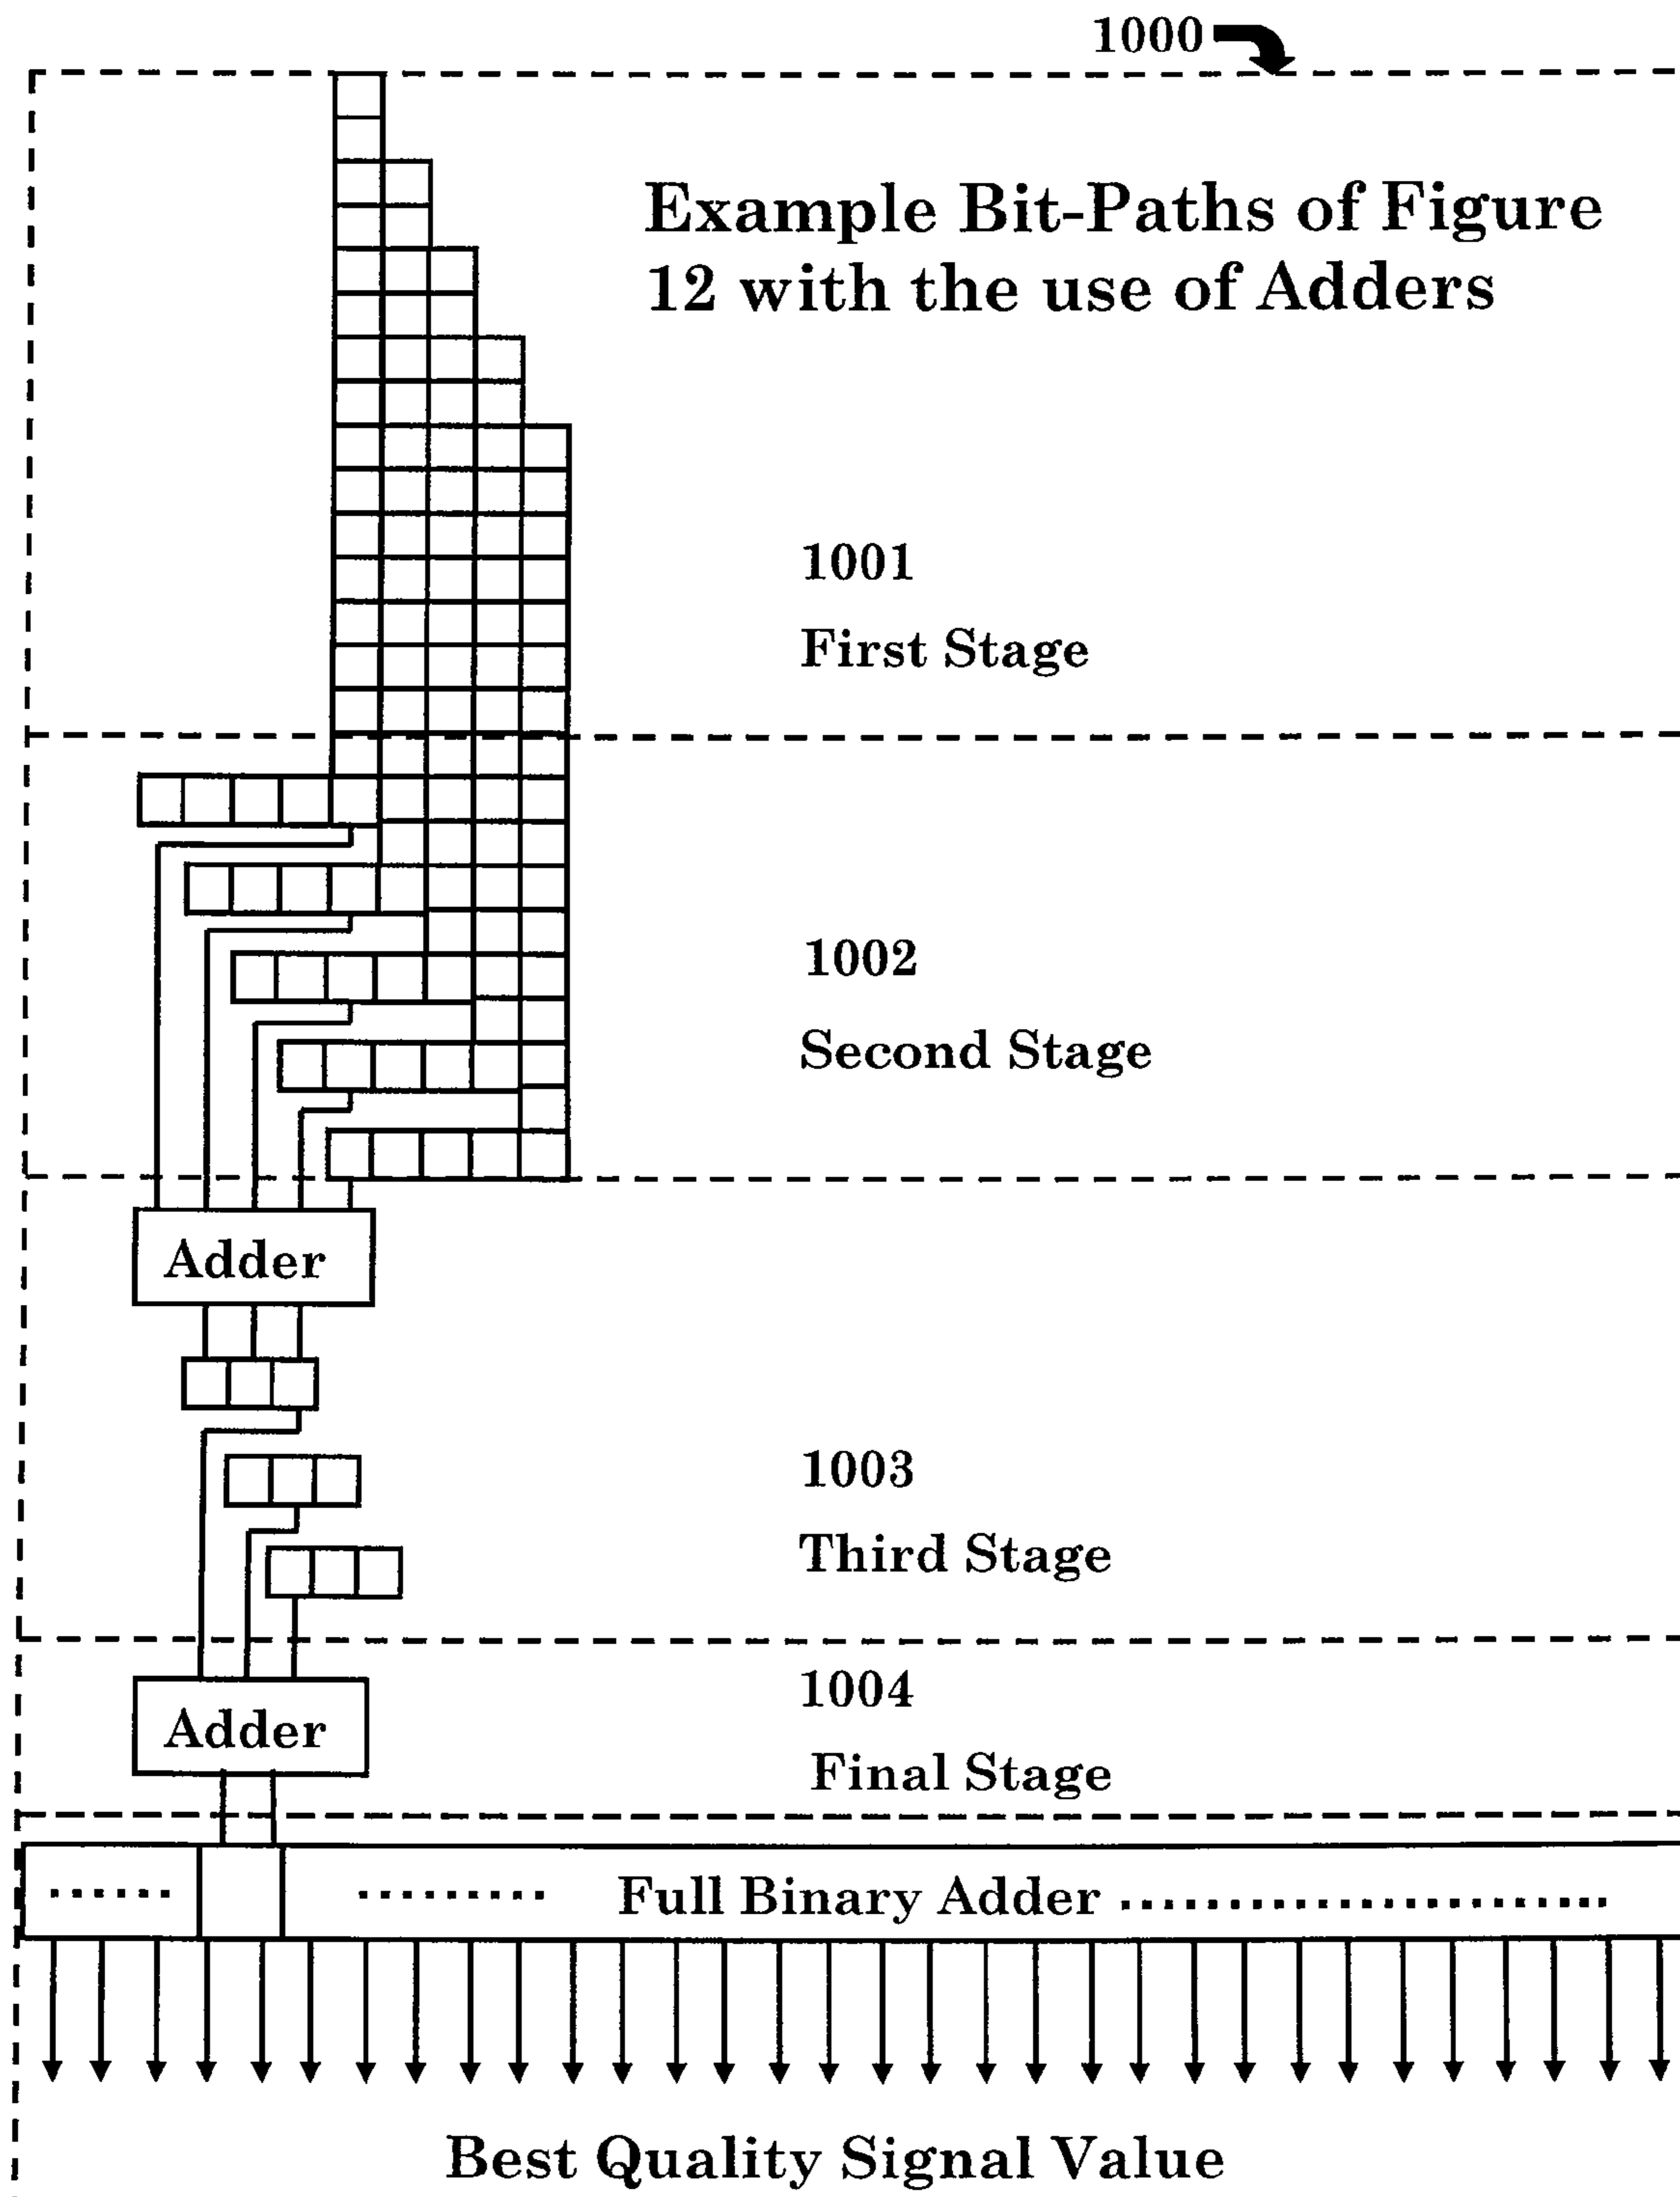 1000
Example Bit-Paths of Figure
12 with the use of Adders
1001
First Stage
1002
Second Stage
Adder
1003
Third Stage
1004
Adder
Final Stage
Full Binary Adder
Best Quality Signal Value